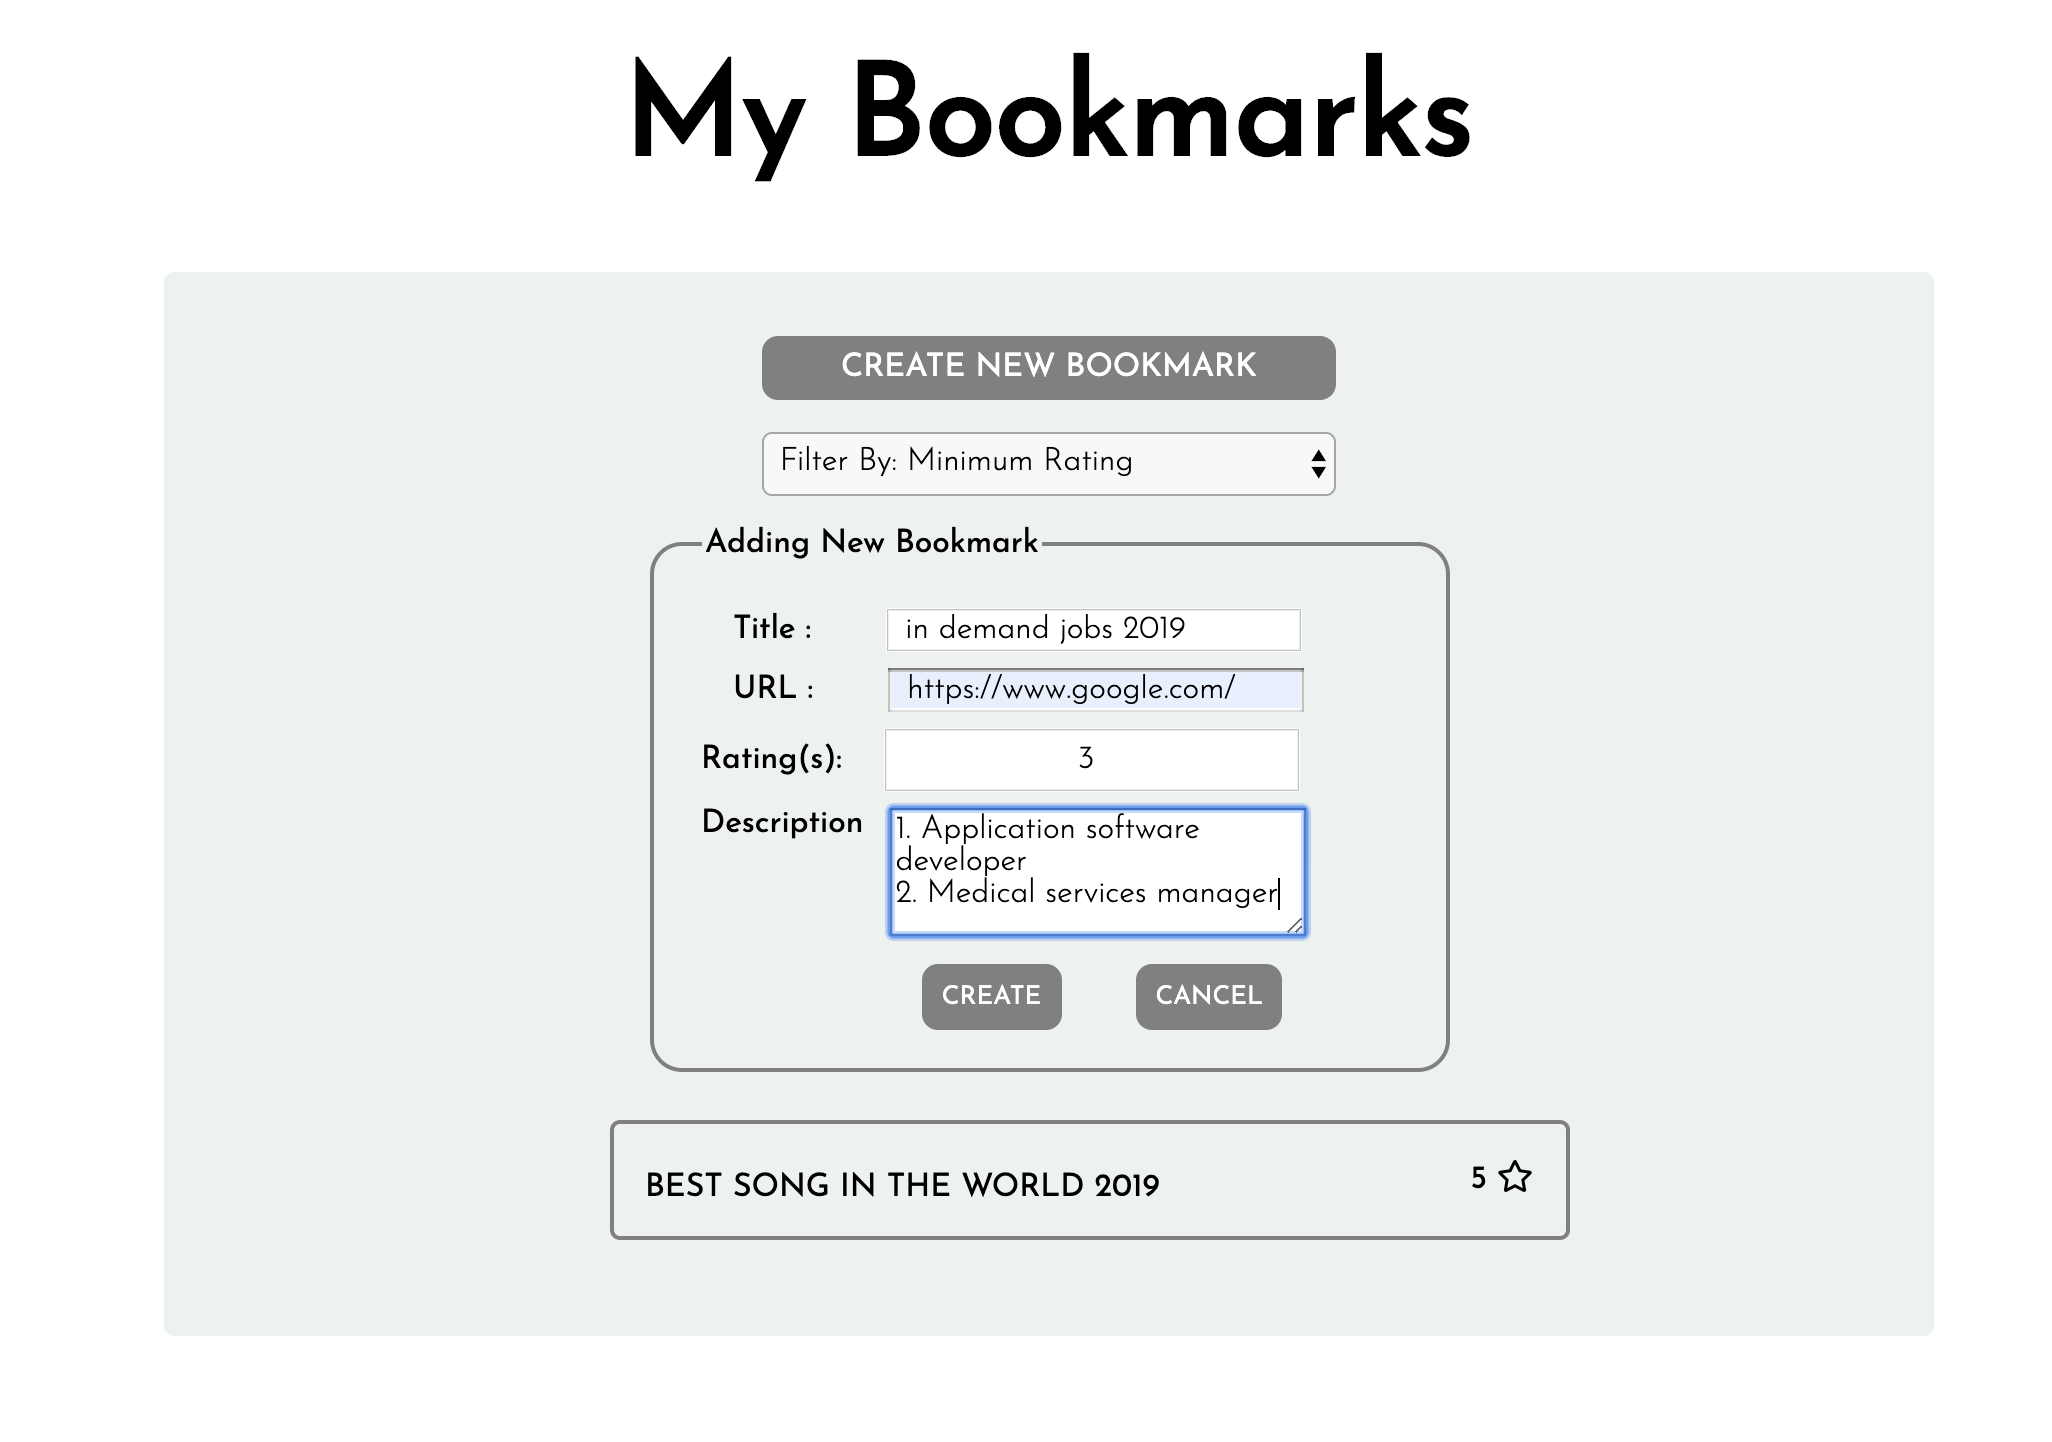 My Bookmarks
CREATE NEW BOOKMARK
Filter By: Minimum Rating
Adding New Bookmark
Title : in demand jobs 2019
URL : https://www.google.com/
Rating(s): 3
Description 1. Application software
developer
2. Medical services manager
CREATE CANCEL
BEST SONG IN THE WORLD 2019 5